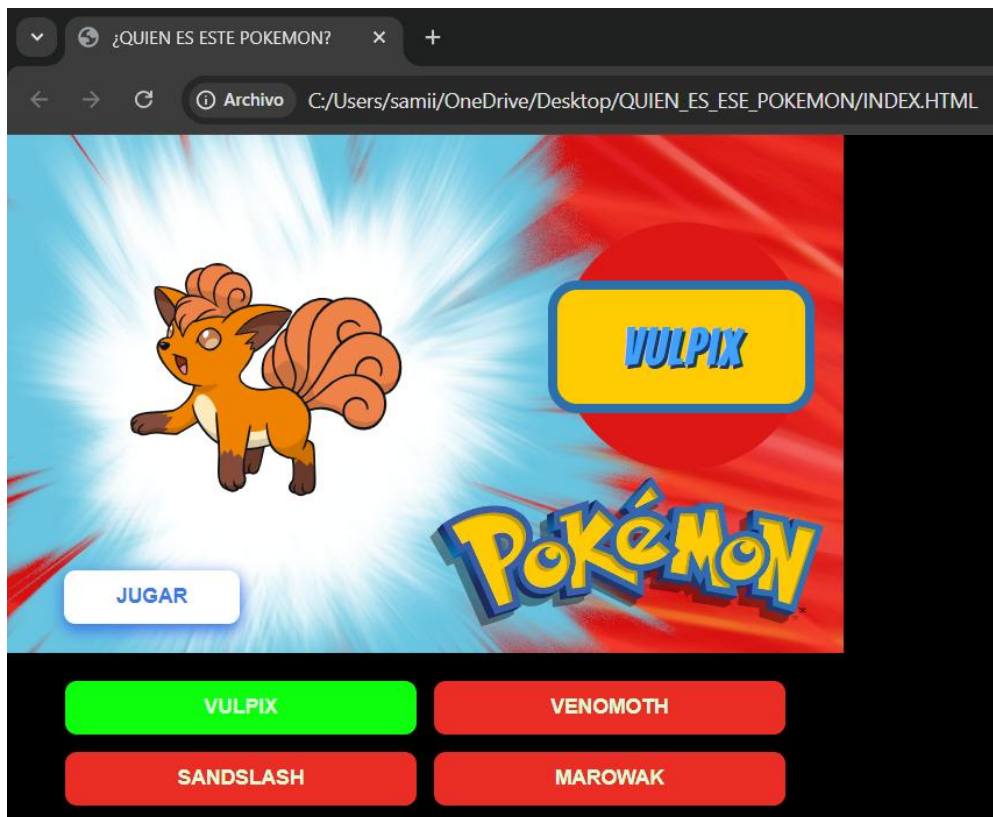 ¿QUIEN ES ESTE POKEMON?
Archivo C:/Users/samii/OneDrive/Desktop/QUIEN_ES_ESE_POKEMON/INDEX.HTML
VULPIX
POKéMON
JUGAR
VULPIX VENOMOTH
SANDSLASH MAROWAK